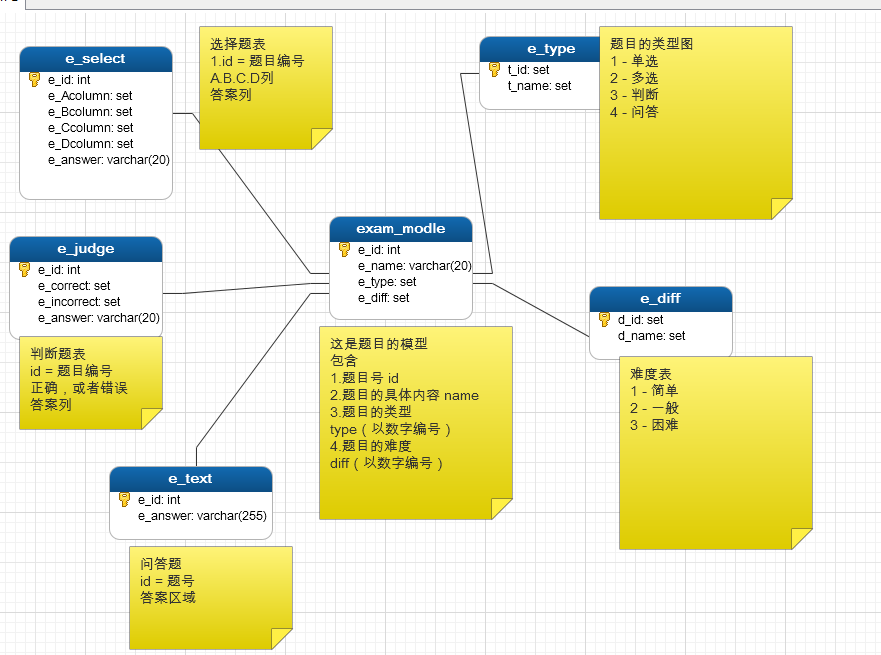 e_select
e_id: int
e_Acolumn: set
e_Bcolumn: set
e_Ccolumn: set
e_Dcolumn: set
e_answer: varchar(20)
选择题表
1.id = 题目编号
A.B.C.D列
答案列
e_type
t_id: set
t_name: set
题目的类型图
1 - 单选
2 - 多选
3 - 判断
4 - 问答
e_judge
e_id: int
e_correct: set
e_incorrect: set
e_answer: varchar(20)
判断题表
id = 题目编号
正确，或者错误
答案列
exam_modle
e_id: int
e_name: varchar(20)
e_type: set
e_diff: set
这是题目的模型
包含
1.题目号 id
2.题目的具体内容 name
3.题目的类型
type（以数字编号）
4.题目的难度
diff（以数字编号）
e_diff
d_id: set
d_name: set
难度表
1 - 简单
2 - 一般
3 - 困难
e_text
e_id: int
e_answer: varchar(255)
问答题
id = 题号
答案区域